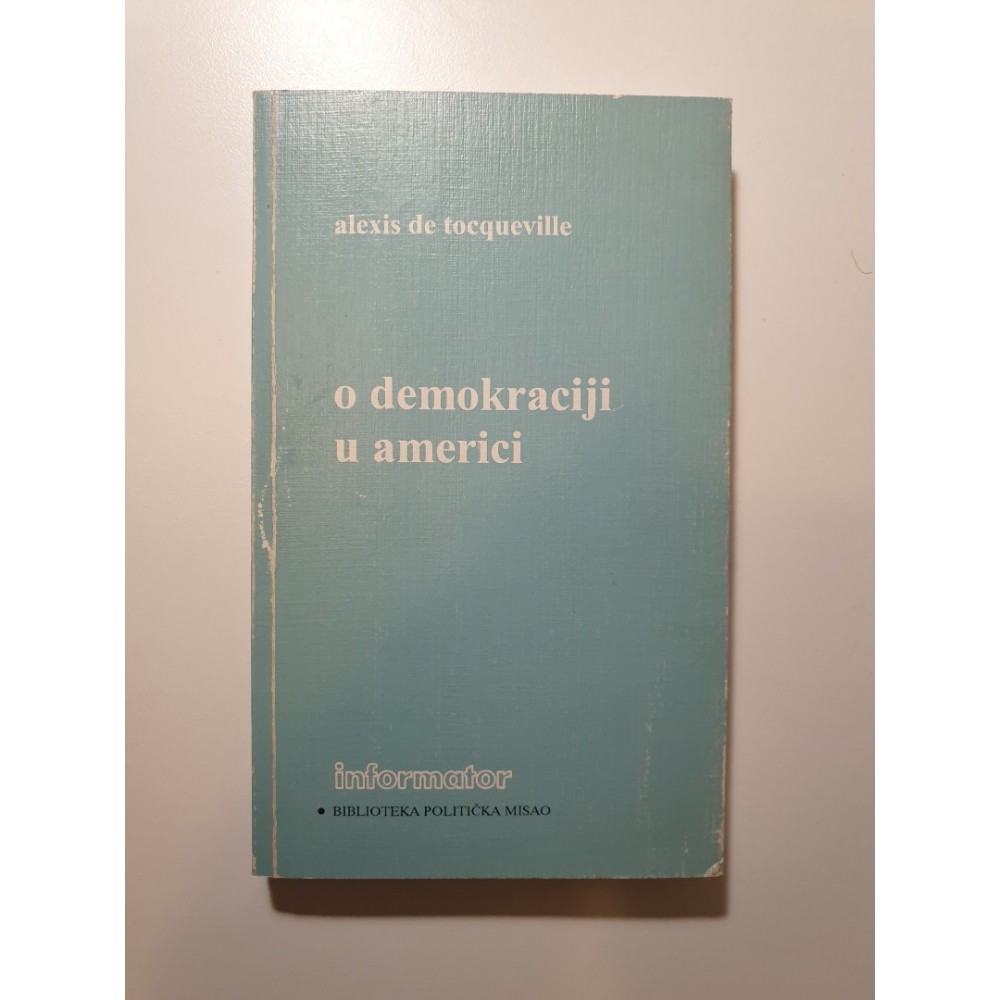 alexis de tocqueville
o demokraciji
u americi
informator
• BIBLIOTEKA POLITIČKA MISAO